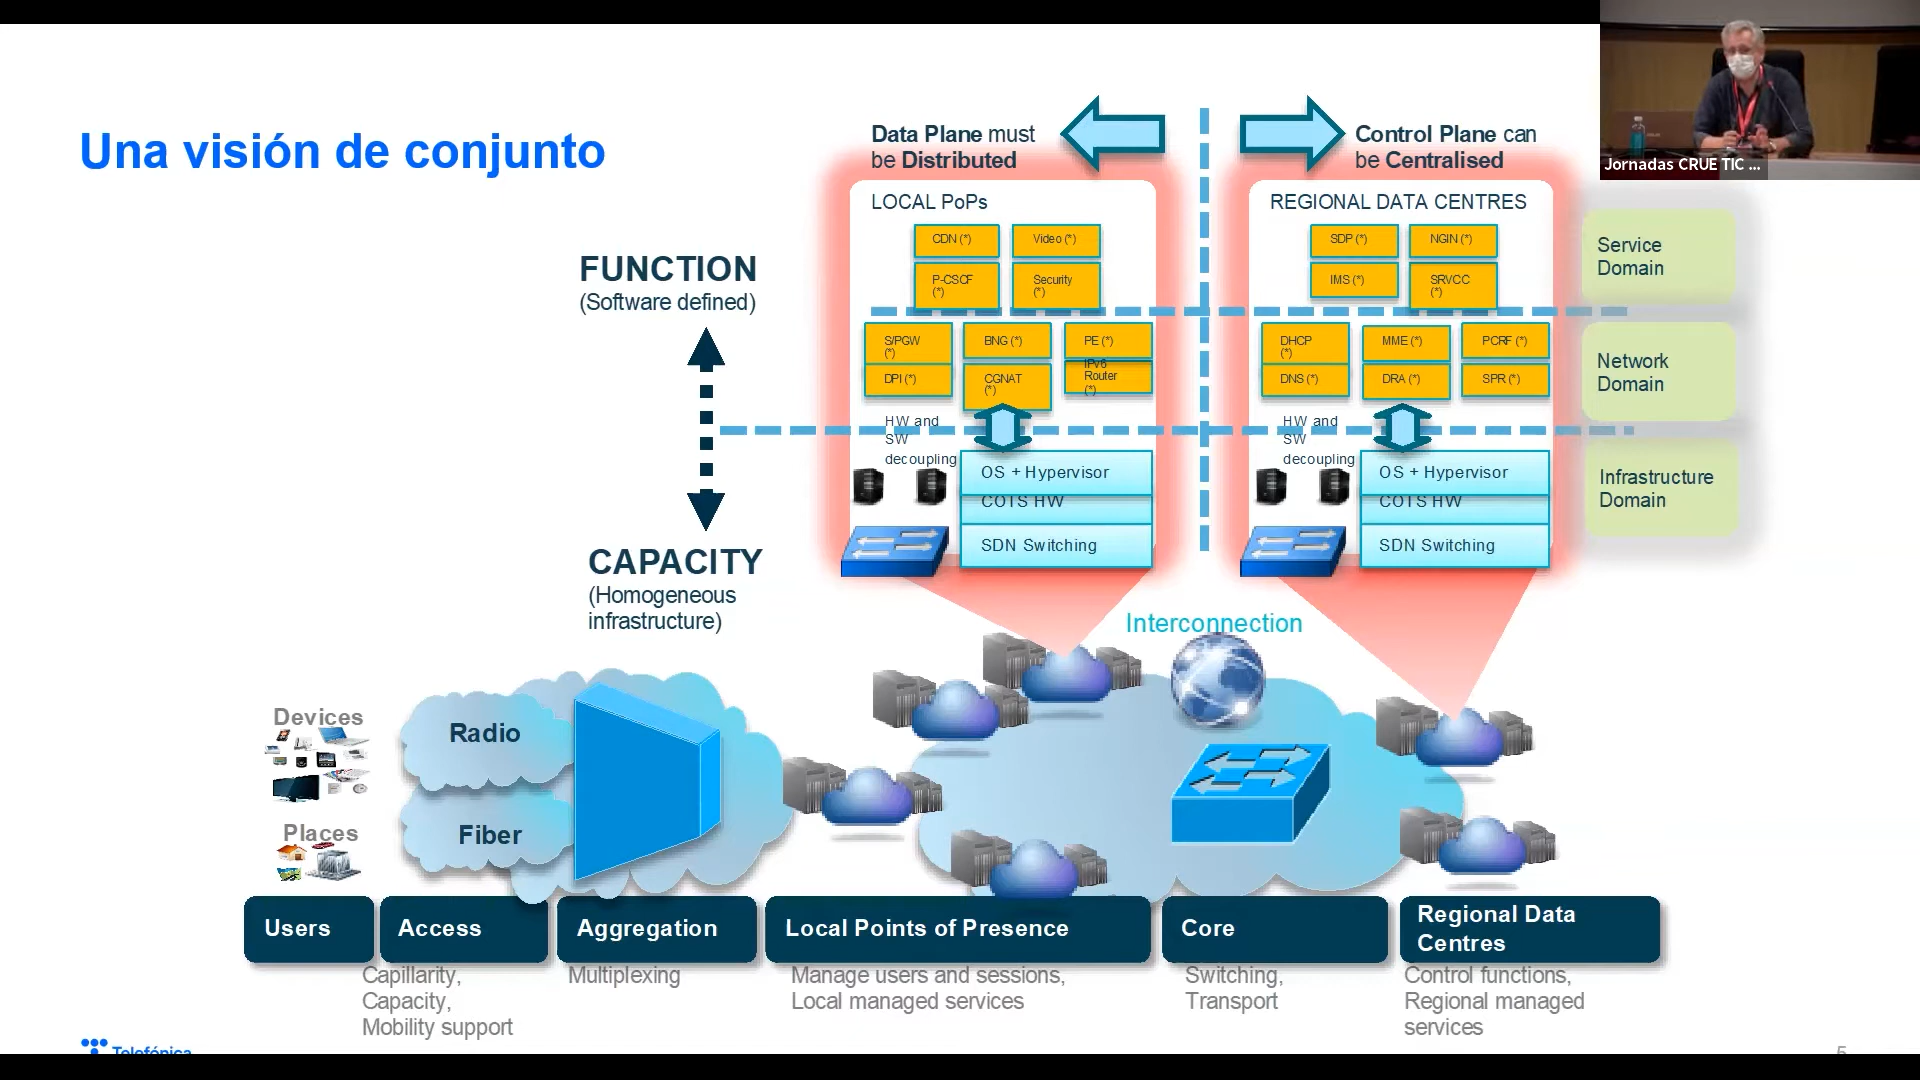 Una visión de conjunto
Data Plane must
be Distributed
Control Plane can
be Centralised
Jornadas CRUE TIC ...
LOCAL PoPs
CDN (*)
Video (*)
P-CSCF
(*)
Security
(*)
S/PGW
(*)
BNG (*)
PE (*)
DPI (*)
CGNAT
(*)
IPv6
Router
(*)
HW and
SW
decoupling
OS + Hypervisor
COTS HW
SDN Switching
REGIONAL DATA CENTRES
SDP (*)
NGIN (*)
IMS (*)
SRVCC
(*)
DHCP
(*)
MME (*)
PCRF (*)
DNS (*)
DRA (*)
SPR (*)
HW and
SW
decoupling
OS + Hypervisor
COTS HW
SDN Switching
Service
Domain
Network
Domain
Infrastructure
Domain
FUNCTION
(Software defined)
CAPACITY
(Homogeneous
infrastructure)
Interconnection
Devices
Places
Radio
Fiber
Users
Access
Capillarity,
Capacity,
Mobility support
Aggregation
Multiplexing
Local Points of Presence
Manage users and sessions,
Local managed services
Core
Switching,
Transport
Regional Data
Centres
Control functions,
Regional managed
services
Telefónica
5